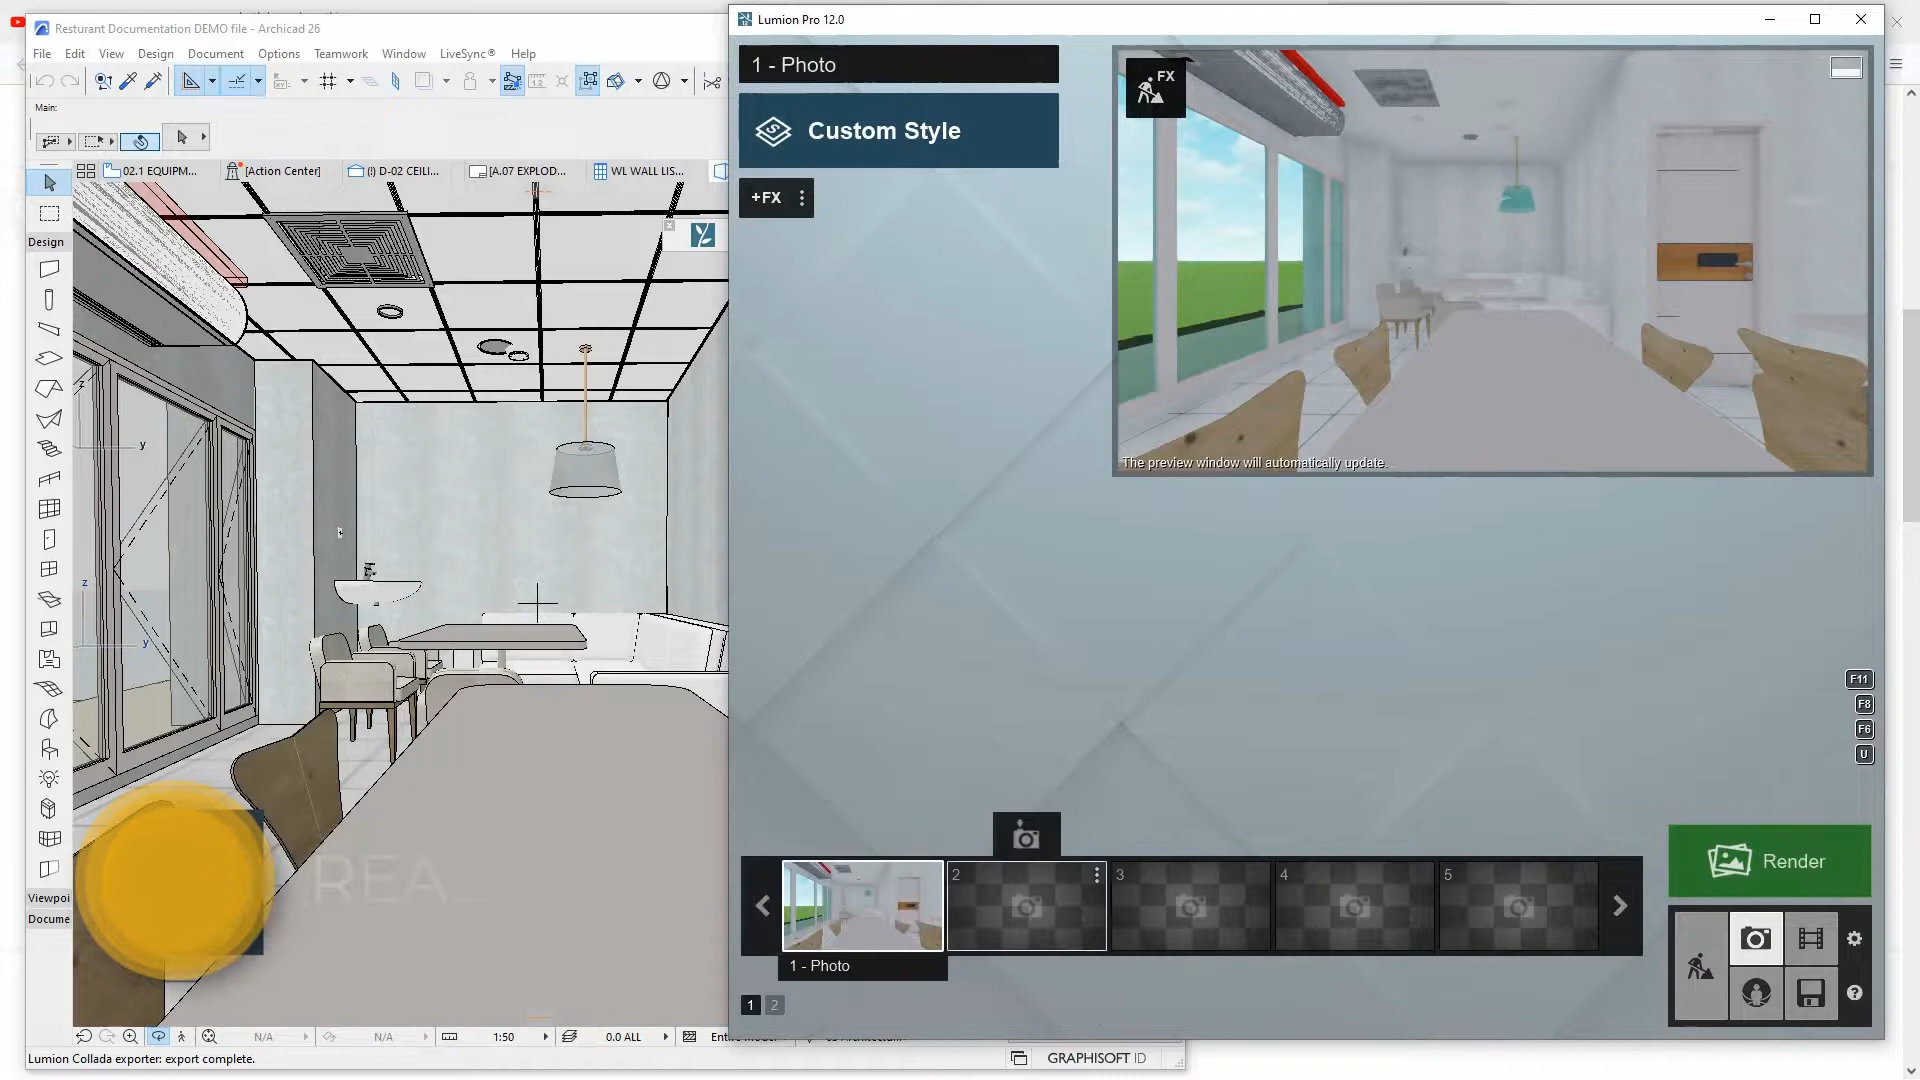 Resturant Documentation DEMO file - Archicad 26
File Edit View Design Document Options Teamwork Window LiveSync® Help
Main:
02.1 EQUIPM... [Action Center] (!) D-02 CEILI... [A.07 EXPLOD... WL WALL LIS...
Design
z
y
z
y
REA
Viewpoi
Docume
N/A N/A 1:50 0.0 ALL
Lumion Collada exporter: export complete.
GRAPHISOFT ID
Lumion Pro 12.0
1 - Photo
Custom Style
+FX
FX
The preview window will automatically update.
F11
F8
F6
U
2 3 4 5
1 - Photo
1 2
Render